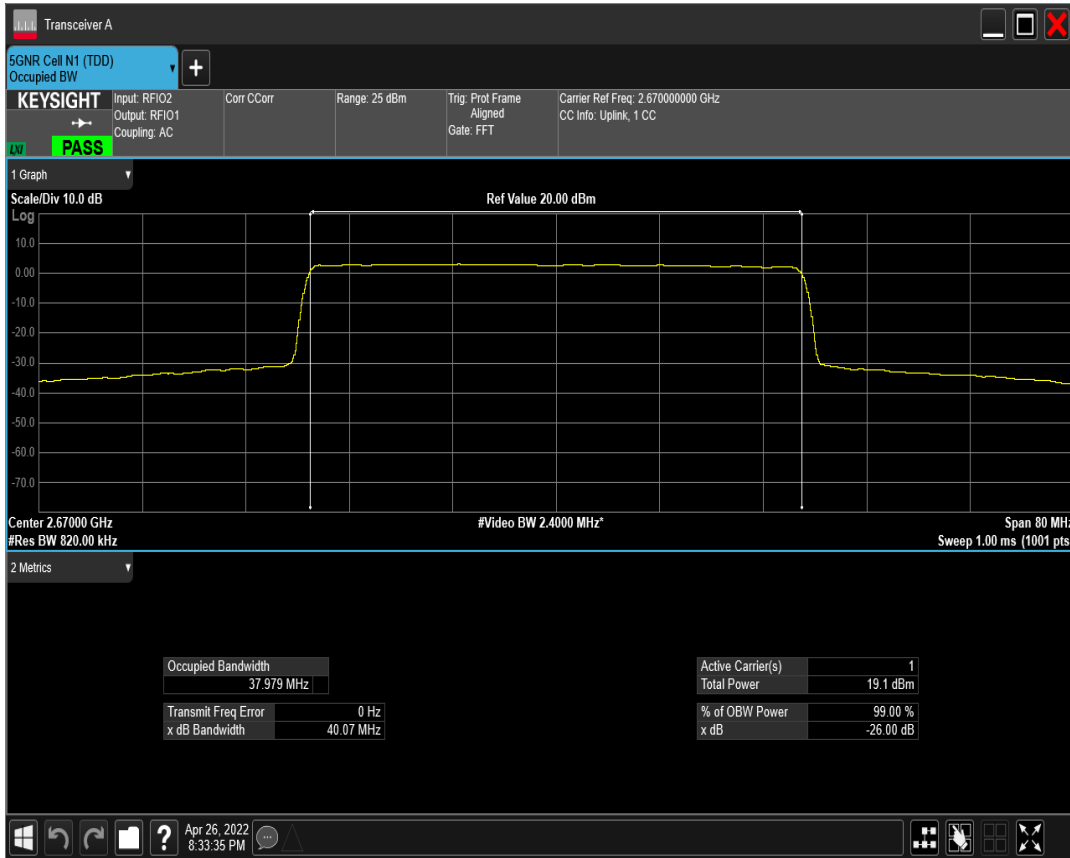 Transceiver A
5GNR Cell N1 (TDD)
Occupied BW
KEYSIGHT
LXI
PASS
Input: RFIO2
Output: RFIO1
Coupling: AC
Corr CCorr
Range: 25 dBm
Trig: Prot Frame
Aligned
Gate: FFT
Carrier Ref Freq: 2.670000000 GHz
CC Info: Uplink, 1 CC
1 Graph
Scale/Div 10.0 dB
Ref Value 20.00 dBm
Log
10.0
0.00
-10.0
-20.0
-30.0
-40.0
-50.0
-60.0
-70.0
Center 2.67000 GHz
#Video BW 2.4000 MHz*
Span 80 MHz
#Res BW 820.00 kHz
Sweep 1.00 ms (1001 pts
2 Metrics
Occupied Bandwidth
37.979 MHz
Transmit Freq Error 0 Hz
x dB Bandwidth 40.07 MHz
Active Carrier(s) 1
Total Power 19.1 dBm
% of OBW Power 99.00 %
x dB -26.00 dB
?
Apr 26, 2022
8:33:35 PM